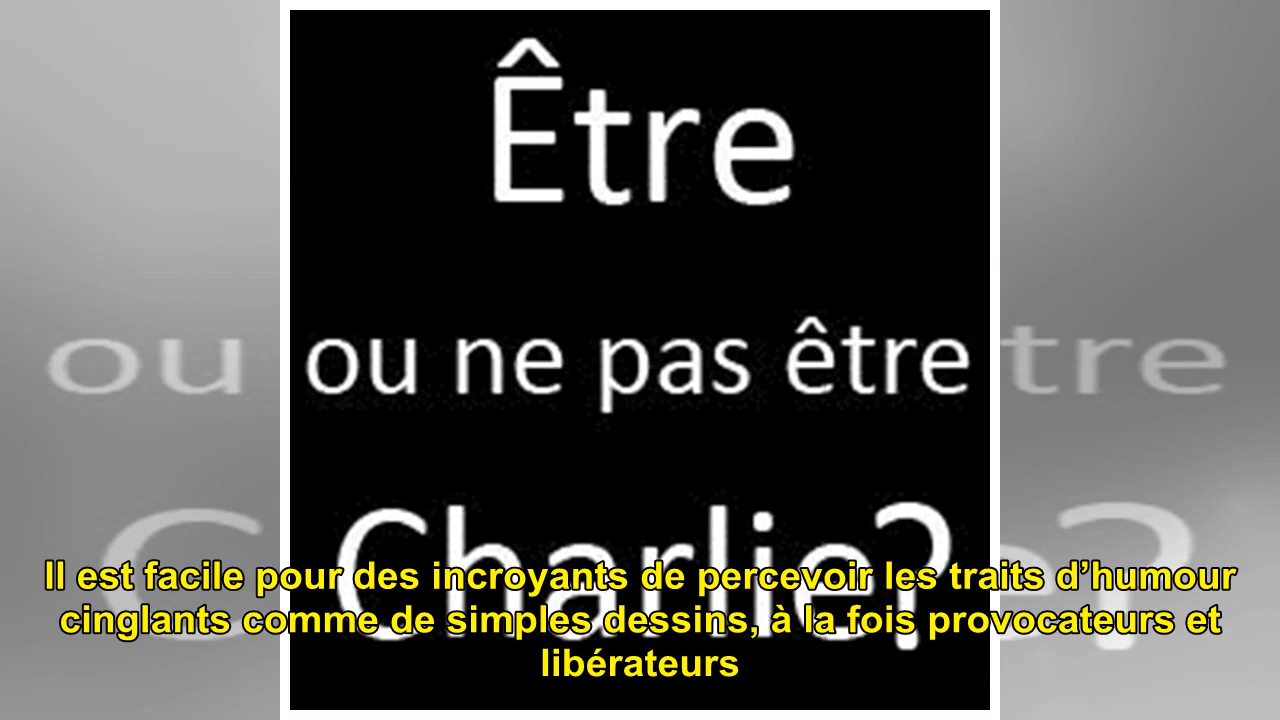 Être
ou ne pas être
Charlie?
Il est facile pour des incroyants de percevoir les traits d’humour
cinglants comme de simples dessins, à la fois provocateurs et
libérateurs